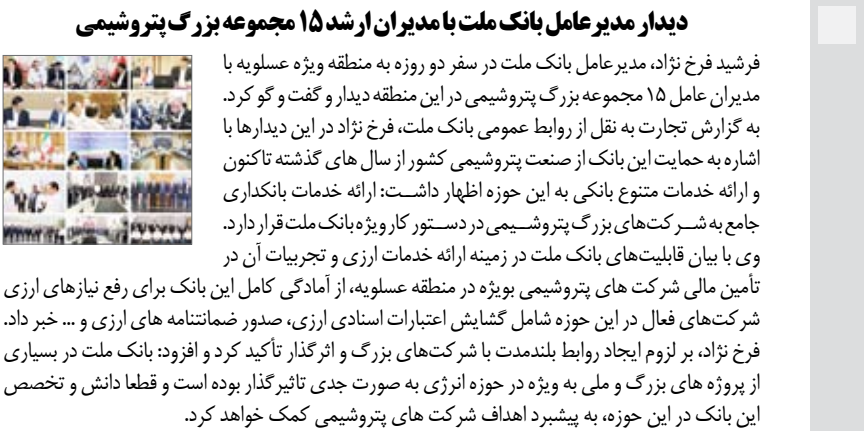 دیدار مدیرعامل بانک ملت با مدیران ارشد ۱۵ مجموعه بزرگ پتروشیمی
فرشید فرخ نژاد، مدیرعامل بانک ملت در سفر دو روزه به منطقه ویژه عسلویه با
مدیران عامل ۱۵ مجموعه بزرگ پتروشیمی در این منطقه دیدار و گفت و گو کرد.
به گزارش تجارت به نقل از روابط عمومی بانک ملت، فرخ نژاد در این دیدارها با
اشاره به حمایت این بانک از صنعت پتروشیمی کشور از سال های گذشته تاکنون
و ارائه خدمات متنوع بانکی به این حوزه اظهار داشت: ارائه خدمات بانکداری
جامع به شرکت‌های بزرگ پتروشیمی در دستور کار ویژه بانک ملت قرار دارد.
وی با بیان قابلیت‌های بانک ملت در زمینه ارائه خدمات ارزی و تجربیات آن در
تأمین مالی شرکت های پتروشیمی بویژه در منطقه عسلویه، از آمادگی کامل این بانک برای رفع نیازهای ارزی
شرکت‌های فعال در این حوزه شامل گشایش اعتبارات اسنادی ارزی، صدور ضمانتنامه های ارزی و ... خبر داد.
فرخ نژاد، بر لزوم ایجاد روابط بلندمدت با شرکت‌های بزرگ و اثرگذار تأکید کرد و افزود: بانک ملت در بسیاری
از پروژه های بزرگ و ملی به ویژه در حوزه انرژی به صورت جدی تاثیرگذار بوده است و قطعا دانش و تخصص
این بانک در این حوزه، به پیشبرد اهداف شرکت های پتروشیمی کمک خواهد کرد.